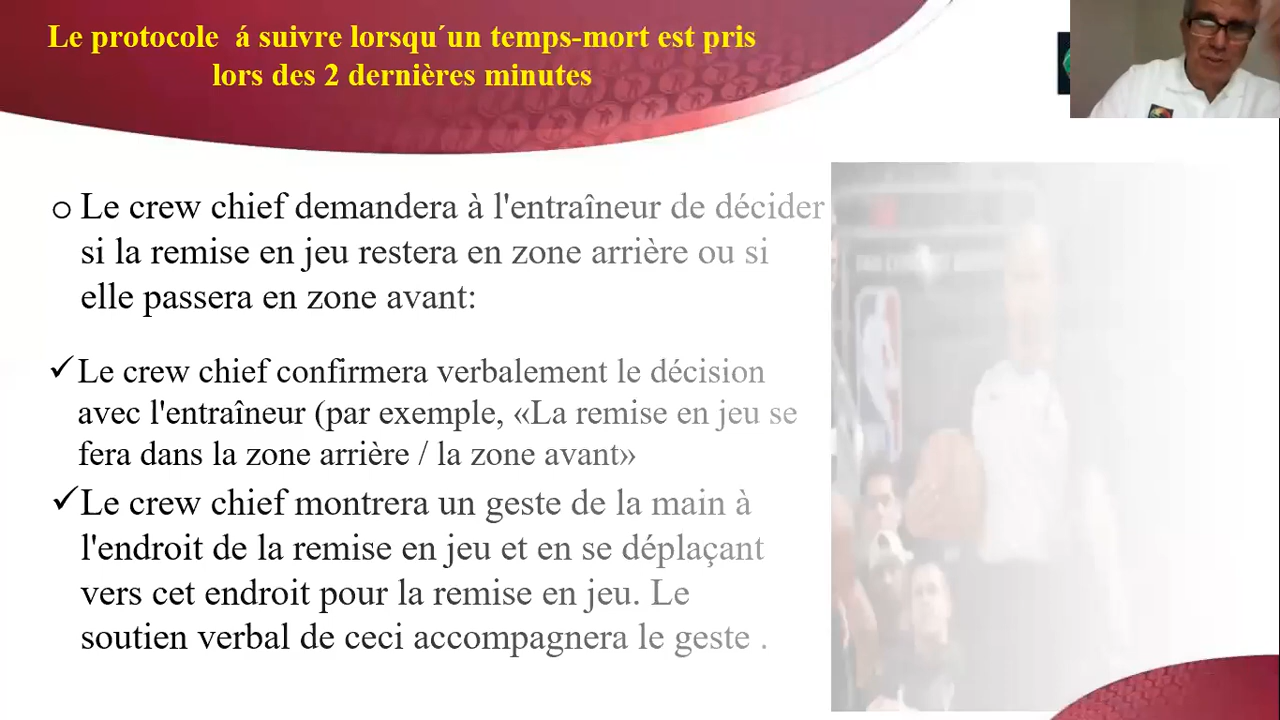 Le protocole á suivre lorsqu´un temps-mort est pris
lors des 2 dernières minutes
o Le crew chief demandera à l'entraîneur de décider
si la remise en jeu restera en zone arrière ou si
elle passera en zone avant:
✓Le crew chief confirmera verbalement le décision
avec l'entraîneur (par exemple, «La remise en jeu se
fera dans la zone arrière / la zone avant»
✓Le crew chief montrera un geste de la main à
l'endroit de la remise en jeu et en se déplaçant
vers cet endroit pour la remise en jeu. Le
soutien verbal de ceci accompagnera le geste .